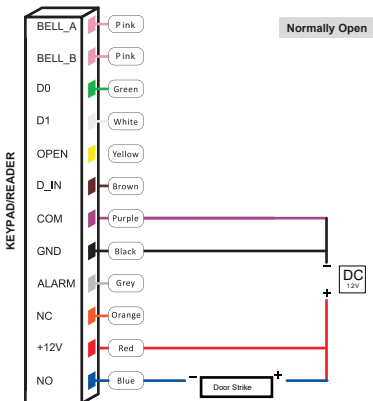 BELL_A Pink
Normally Open
BELL_B Pink
D0 Green
D1 White
OPEN Yellow
D_IN Brown
KEYPAD/READER
COM Purple
GND Black
-
DC
12V
+
ALARM Grey
NC Orange
+12V Red
NO Blue
- Door Strike +